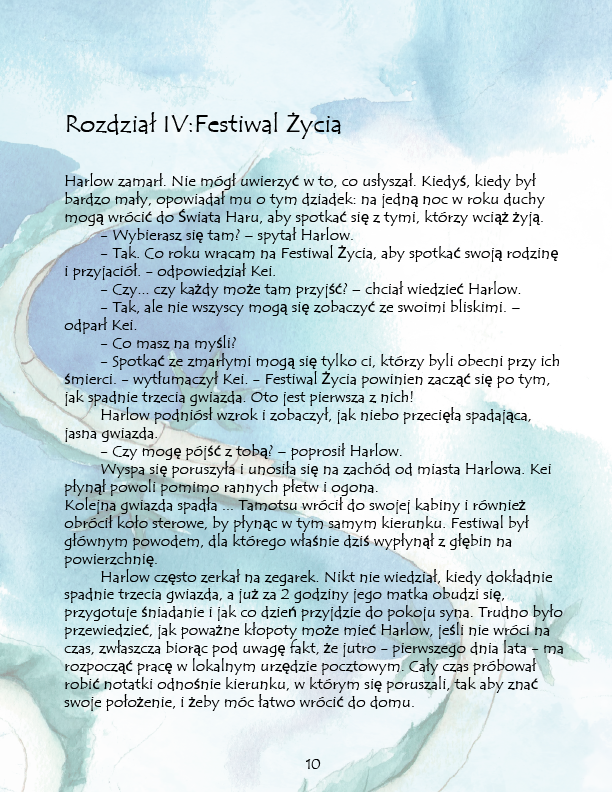 Rozdział IV:Festiwal Życia
Harlow zamarł. Nie mógł uwierzyć w to, co usłyszał. Kiedyś, kiedy był
bardzo mały, opowiadał mu o tym dziadek: na jedną noc w roku duchy
mogą wrócić do Świata Haru, aby spotkać się z tymi, którzy wciąż żyją.
- Wybierasz się tam? – spytał Harlow.
- Tak. Co roku wracam na Festiwal Życia, aby spotkać swoją rodzinę
i przyjaciół. - odpowiedział Kei.
- Czy... czy każdy może tam przyjść? – chciał wiedzieć Harlow.
- Tak, ale nie wszyscy mogą się zobaczyć ze swoimi bliskimi. –
odparł Kei.
- Co masz na myśli?
- Spotkać ze zmarłymi mogą się tylko ci, którzy byli obecni przy ich
śmierci. - wytłumaczył Kei. - Festiwal Życia powinien zacząć się po tym,
jak spadnie trzecia gwiazda. Oto jest pierwsza z nich!
Harlow podniósł wzrok i zobaczył, jak niebo przecięła spadająca,
jasna gwiazda.
- Czy mogę pójść z tobą? – poprosił Harlow.
Wyspa się poruszyła i unosiła się na zachód od miasta Harlowa. Kei
płynął powoli pomimo rannych płetw i ogona.
Kolejna gwiazda spadła ... Tamotsu wrócił do swojej kabiny i również
obrócił koło sterowe, by płynąc w tym samym kierunku. Festiwal był
głównym powodem, dla którego właśnie dziś wypłynął z głębin na
powierzchnię.
Harlow często zerkał na zegarek. Nikt nie wiedział, kiedy dokładnie
spadnie trzecia gwiazda, a już za 2 godziny jego matka obudzi się,
przygotuje śniadanie i jak co dzień przyjdzie do pokoju syna. Trudno było
przewiedzieć, jak poważne kłopoty może mieć Harlow, jeśli nie wróci na
czas, zwłaszcza biorąc pod uwagę fakt, że jutro - pierwszego dnia lata - ma
rozpocząć pracę w lokalnym urzędzie pocztowym. Cały czas próbował
robić notatki odnośnie kierunku, w którym się poruszali, tak aby znać
swoje położenie, i żeby móc łatwo wrócić do domu.
10